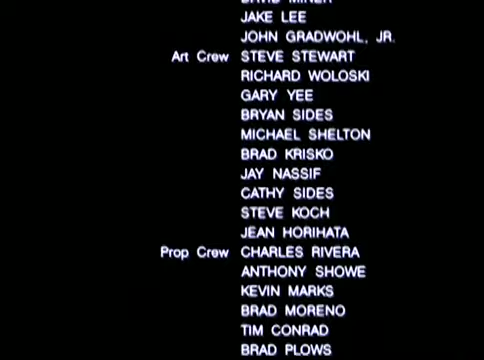 DAVID MINER
JAKE LEE
JOHN GRADWOHL, JR.
Art Crew STEVE STEWART
RICHARD WOLOSKI
GARY YEE
BRYAN SIDES
MICHAEL SHELTON
BRAD KRISKO
JAY NASSIF
CATHY SIDES
STEVE KOCH
JEAN HORIHATA
Prop Crew CHARLES RIVERA
ANTHONY SHOWE
KEVIN MARKS
BRAD MORENO
TIM CONRAD
BRAD PLOWS